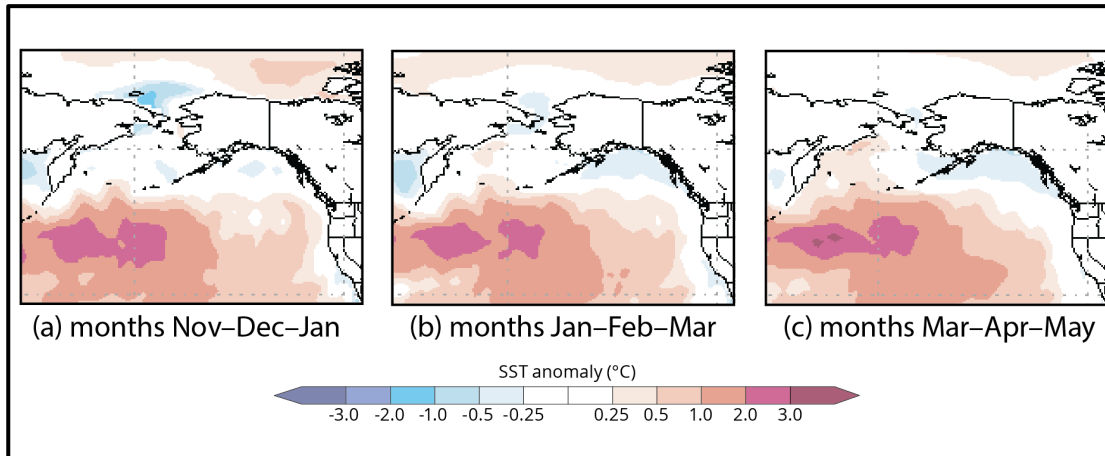 (a) months Nov–Dec–Jan
(b) months Jan–Feb–Mar
(c) months Mar–Apr–May
SST anomaly (°C)
-3.0 -2.0 -1.0 -0.5 -0.25 0.25 0.5 1.0 2.0 3.0